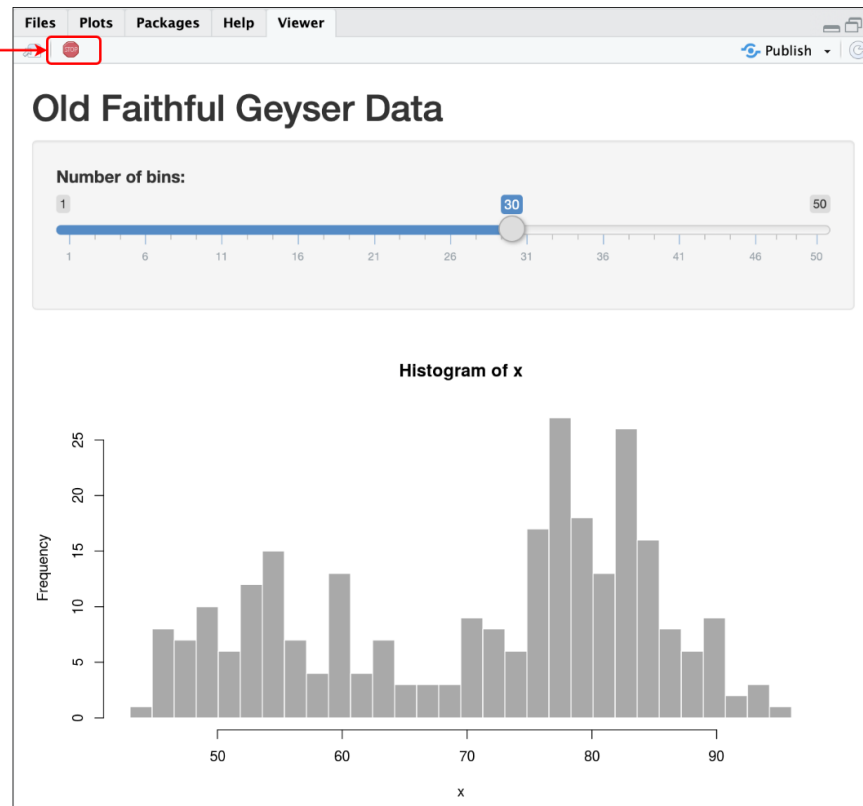 Files Plots Packages Help Viewer
STOP Publish
Old Faithful Geyser Data
Number of bins:
1 30 50
1 6 11 16 21 26 31 36 41 46 50
Histogram of x
Frequency
25
20
15
10
5
0
50 60 70 80 90
x